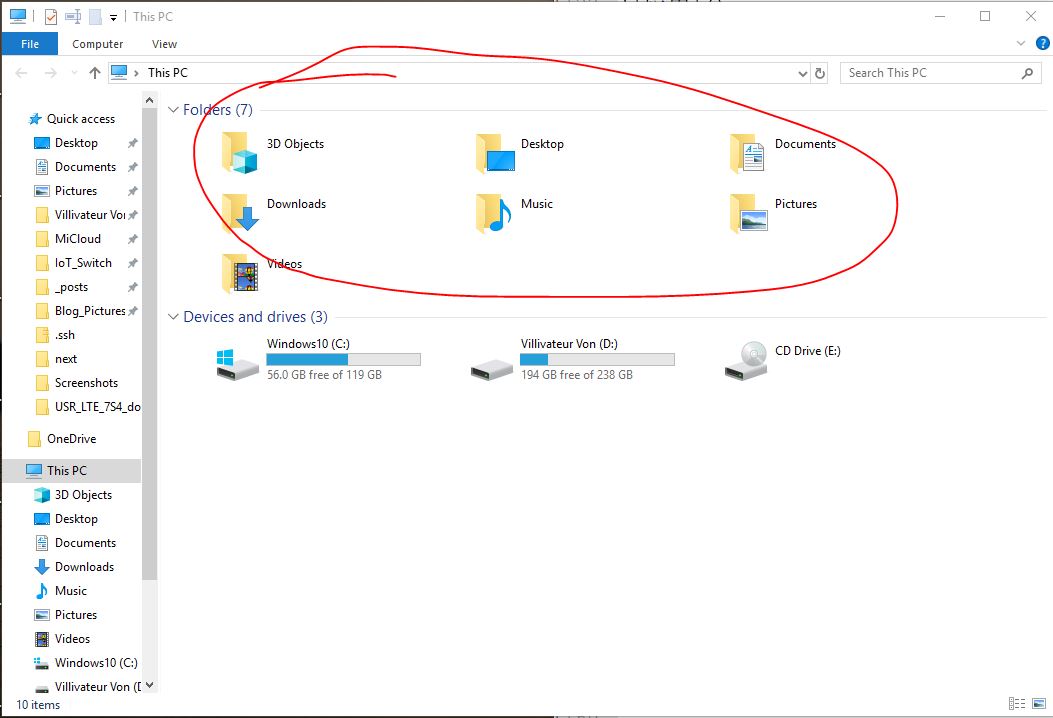 This PC
File Computer View
This PC
Search This PC
Quick access
Desktop
Documents
Pictures
Villivateur Vo
MiCloud
IoT_Switch
_posts
Blog_Pictures
.ssh
next
Screenshots
USR_LTE_7S4_do
OneDrive
This PC
3D Objects
Desktop
Documents
Downloads
Music
Pictures
Videos
Windows10 (C:)
Villivateur Von (D
Folders (7)
3D Objects
Desktop
Documents
Downloads
Music
Pictures
Videos
Devices and drives (3)
Windows10 (C:)
56.0 GB free of 119 GB
Villivateur Von (D:)
194 GB free of 238 GB
CD Drive (E:)
10 items